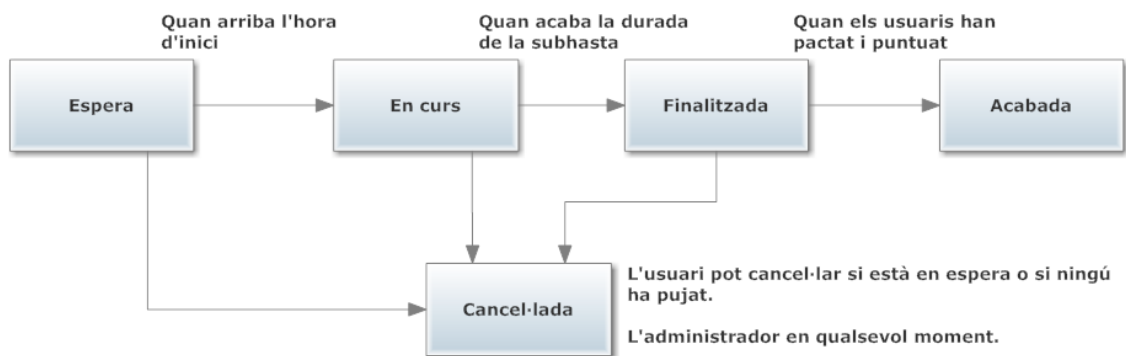 Quan arriba l'hora
d'inici
Quan acaba la durada
de la subhasta
Quan els usuaris han
pactat i puntuat
Espera
En curs
Finalitzada
Acabada
Cancel·lada
L'usuari pot cancel·lar si està en espera o si ningú
ha pujat.
L'administrador en qualsevol moment.